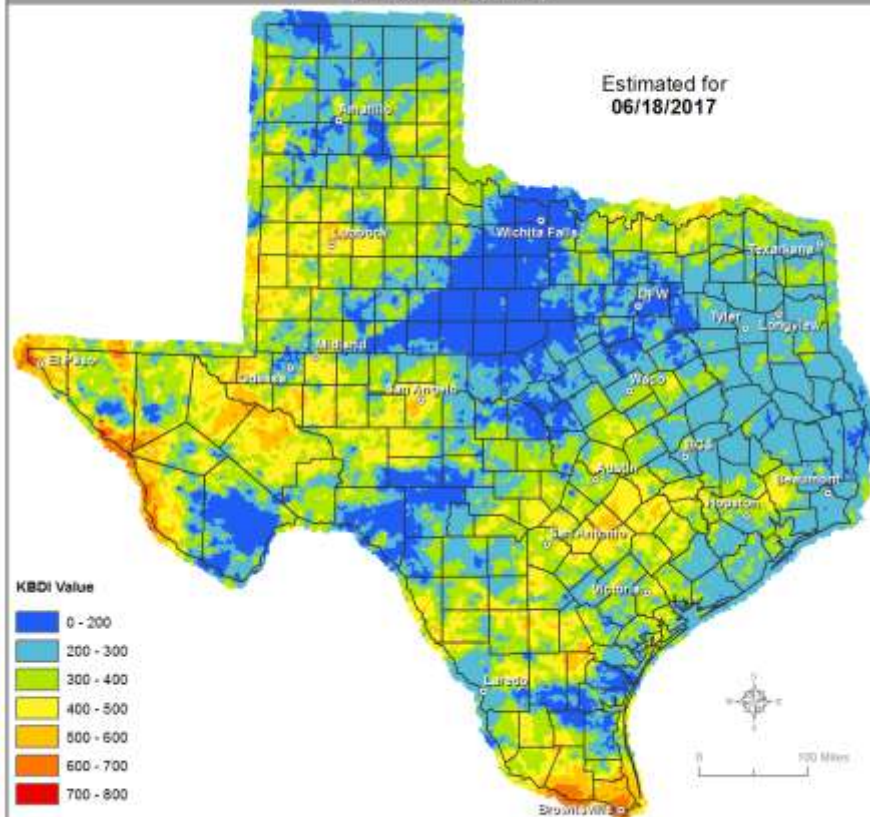 Estimated for
06/18/2017
Amarillo
Wichita Falls
Lubbock
Texarkana
DFW
Tyler
Longview
El Paso
Midland
Odessa
San Angelo
Waco
BCS
Austin
Beaumont
Houston
San Antonio
Victoria
Laredo
Brownsville
KBDI Value
0 - 200
200 - 300
300 - 400
400 - 500
500 - 600
600 - 700
700 - 800
0
100 Miles